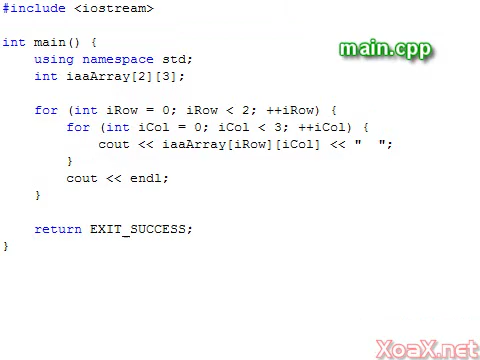 #include <iostream>
int main() {
main.cpp
    using namespace std;
    int iaaArray[2][3];
    for (int iRow = 0; iRow < 2; ++iRow) {
        for (int iCol = 0; iCol < 3; ++iCol) {
            cout << iaaArray[iRow][iCol] << "  ";
        }
        cout << endl;
    }
    return EXIT_SUCCESS;
}
XoaX.net